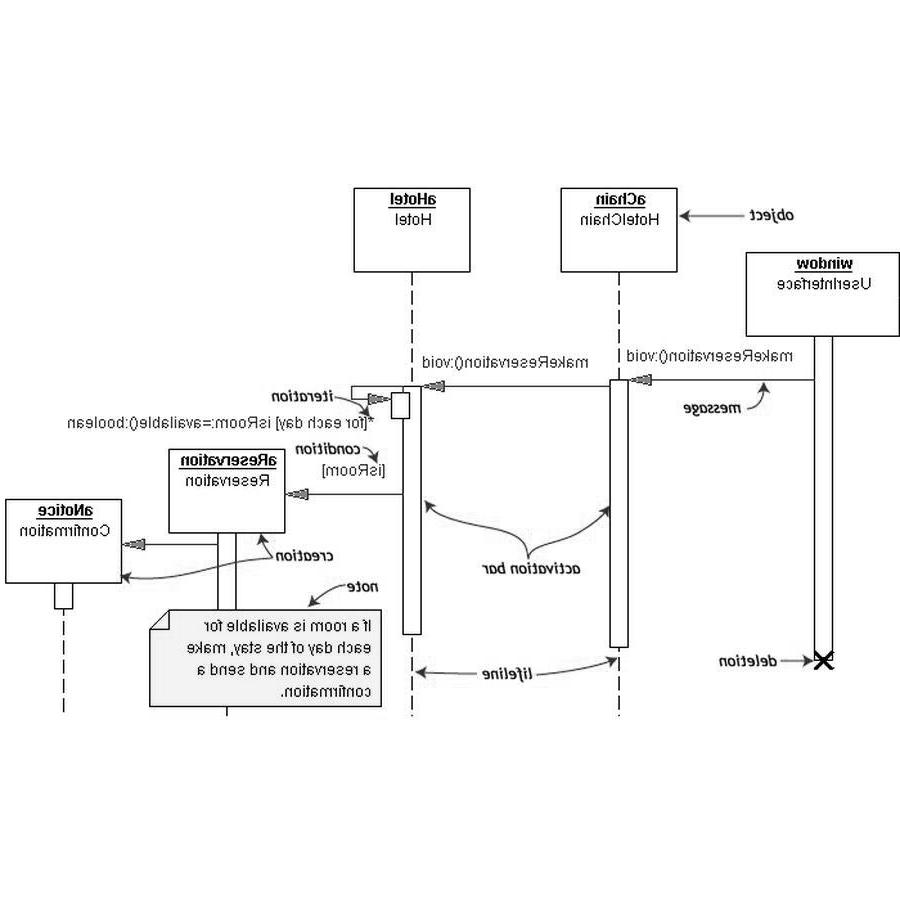 aChain
HotelChain
object
aHotel
Hotel
window
UserInterface
makeReservation():void
makeReservation():void
message
iteration
*[for each day] isRoom:=available():boolean
condition
[isRoom]
aReservation
Reservation
aNotice
Confirmation
creation
activation bar
note
If a room is available for
each day of the stay, make
a reservation and send a
confirmation.
deletion
lifeline